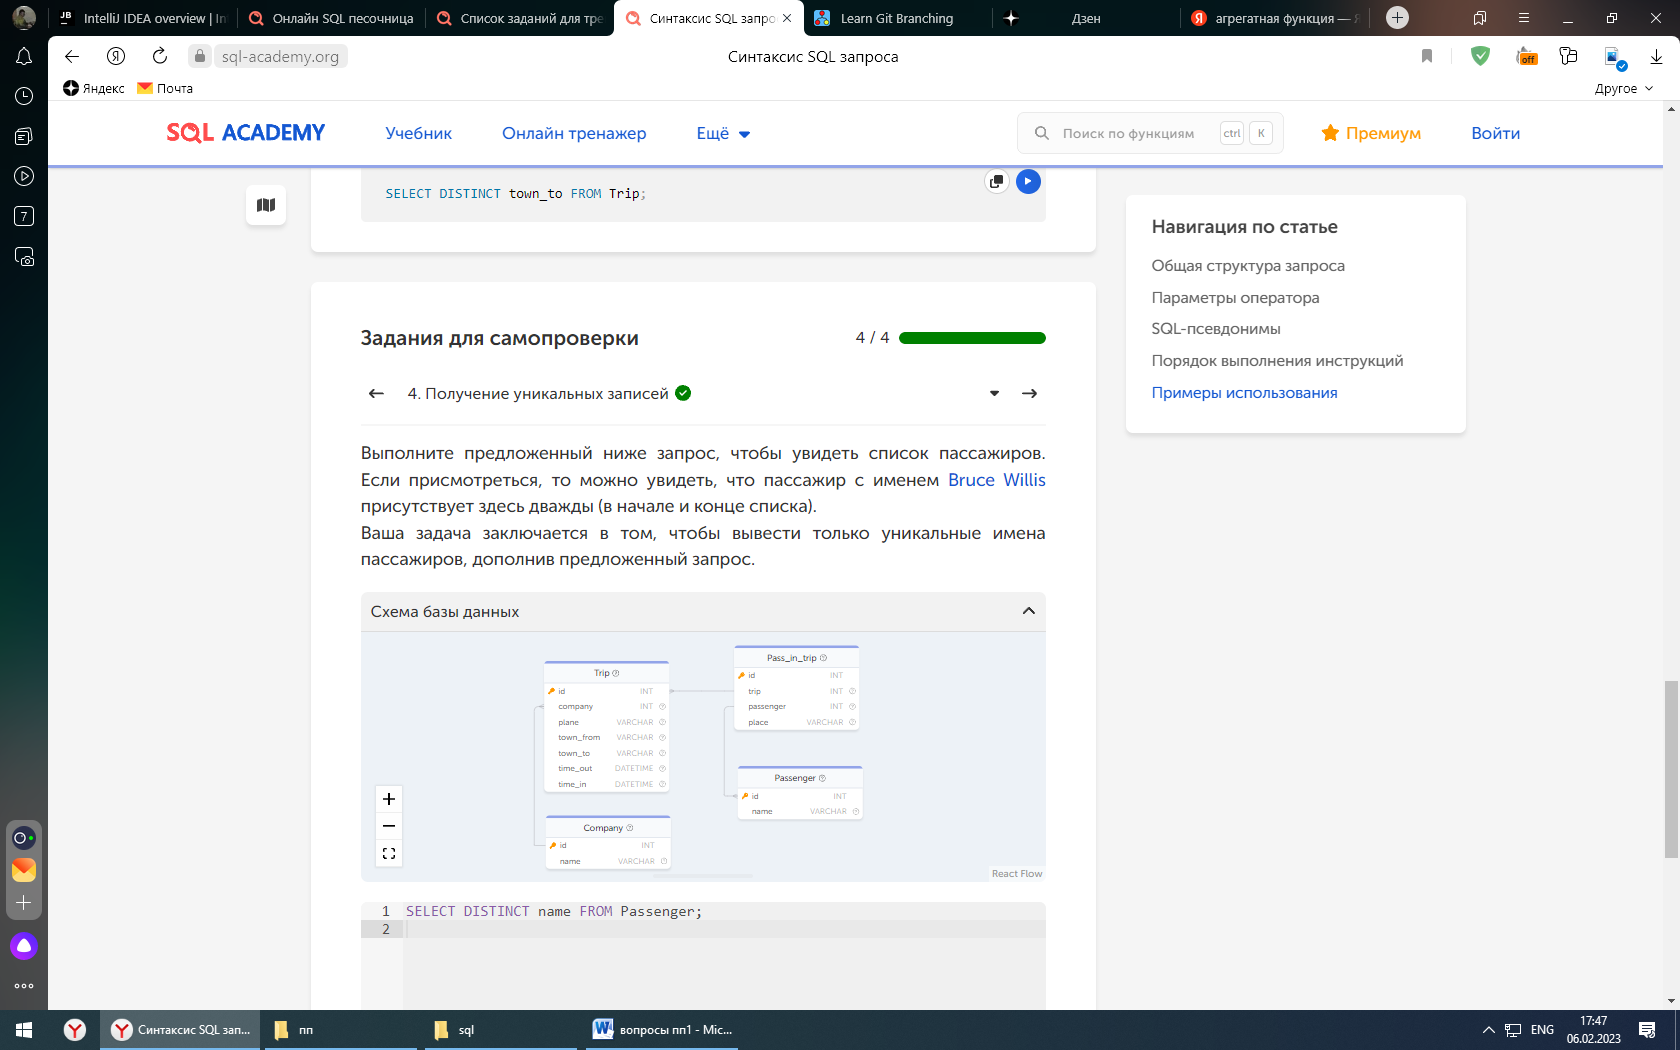 IntelliJ IDEA overview | In
Онлайн SQL песочница
Список заданий для тре
Синтаксис SQL запро
Learn Git Branching
Дзен
агрегатная функция —
sql-academy.org
Синтаксис SQL запроса
off
Яндекс
Почта
Другое
SQL ACADEMY
Учебник
Онлайн тренажер
Ещё
Поиск по функциям
ctrl
K
Премиум
Войти
7
SELECT DISTINCT town_to FROM Trip;
Навигация по статье
Общая структура запроса
Параметры оператора
SQL-псевдонимы
Порядок выполнения инструкций
Примеры использования
Задания для самопроверки
4 / 4
4. Получение уникальных записей
Выполните предложенный ниже запрос, чтобы увидеть список пассажиров.
Если присмотреться, то можно увидеть, что пассажир с именем Bruce Willis
присутствует здесь дважды (в начале и конце списка).
Ваша задача заключается в том, чтобы вывести только уникальные имена
пассажиров, дополнив предложенный запрос.
Схема базы данных
Trip
id INT
company INT
plane VARCHAR
town_from VARCHAR
town_to VARCHAR
time_out DATETIME
time_in DATETIME
Pass_in_trip
id INT
trip INT
passenger INT
place VARCHAR
Passenger
id INT
name VARCHAR
Company
id INT
name VARCHAR
React Flow
1 SELECT DISTINCT name FROM Passenger;
2
Синтаксис SQL зап...
пп
sql
вопросы пп1 - Mic...
ENG
17:47
06.02.2023